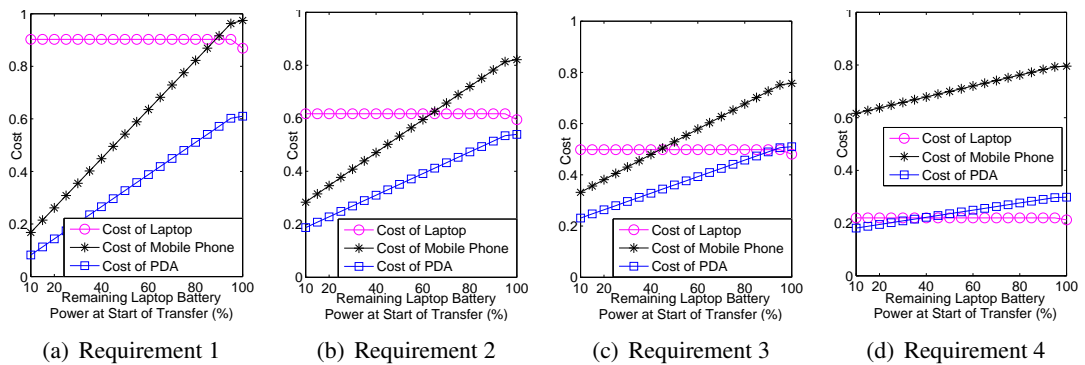 1
0.8
0.6
0.4
0.2
0
Cost
10 20 40 60 80 100
Remaining Laptop Battery
Power at Start of Transfer (%)
Cost of Laptop
Cost of Mobile Phone
Cost of PDA
(a) Requirement 1
1
0.8
0.6
0.4
0.2
0
Cost
10 20 40 60 80 100
Remaining Laptop Battery
Power at Start of Transfer (%)
Cost of Laptop
Cost of Mobile Phone
Cost of PDA
(b) Requirement 2
1
0.8
0.6
0.4
0.2
0
Cost
10 20 40 60 80 100
Remaining Laptop Battery
Power at Start of Transfer (%)
Cost of Laptop
Cost of Mobile Phone
Cost of PDA
(c) Requirement 3
1
0.8
0.6
0.4
0.2
0
Cost
10 20 40 60 80 100
Remaining Laptop Battery
Power at Start of Transfer (%)
Cost of Laptop
Cost of Mobile Phone
Cost of PDA
(d) Requirement 4